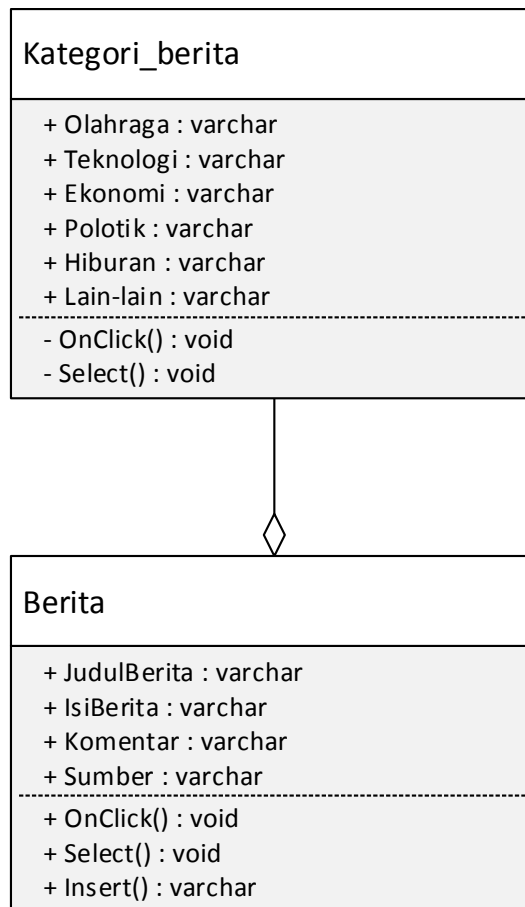 Kategori_berita
+ Olahraga : varchar
+ Teknologi : varchar
+ Ekonomi : varchar
+ Polotik : varchar
+ Hiburan : varchar
+ Lain-lain : varchar
- OnClick() : void
- Select() : void
Berita
+ JudulBerita : varchar
+ IsiBerita : varchar
+ Komentar : varchar
+ Sumber : varchar
+ OnClick() : void
+ Select() : void
+ Insert() : varchar